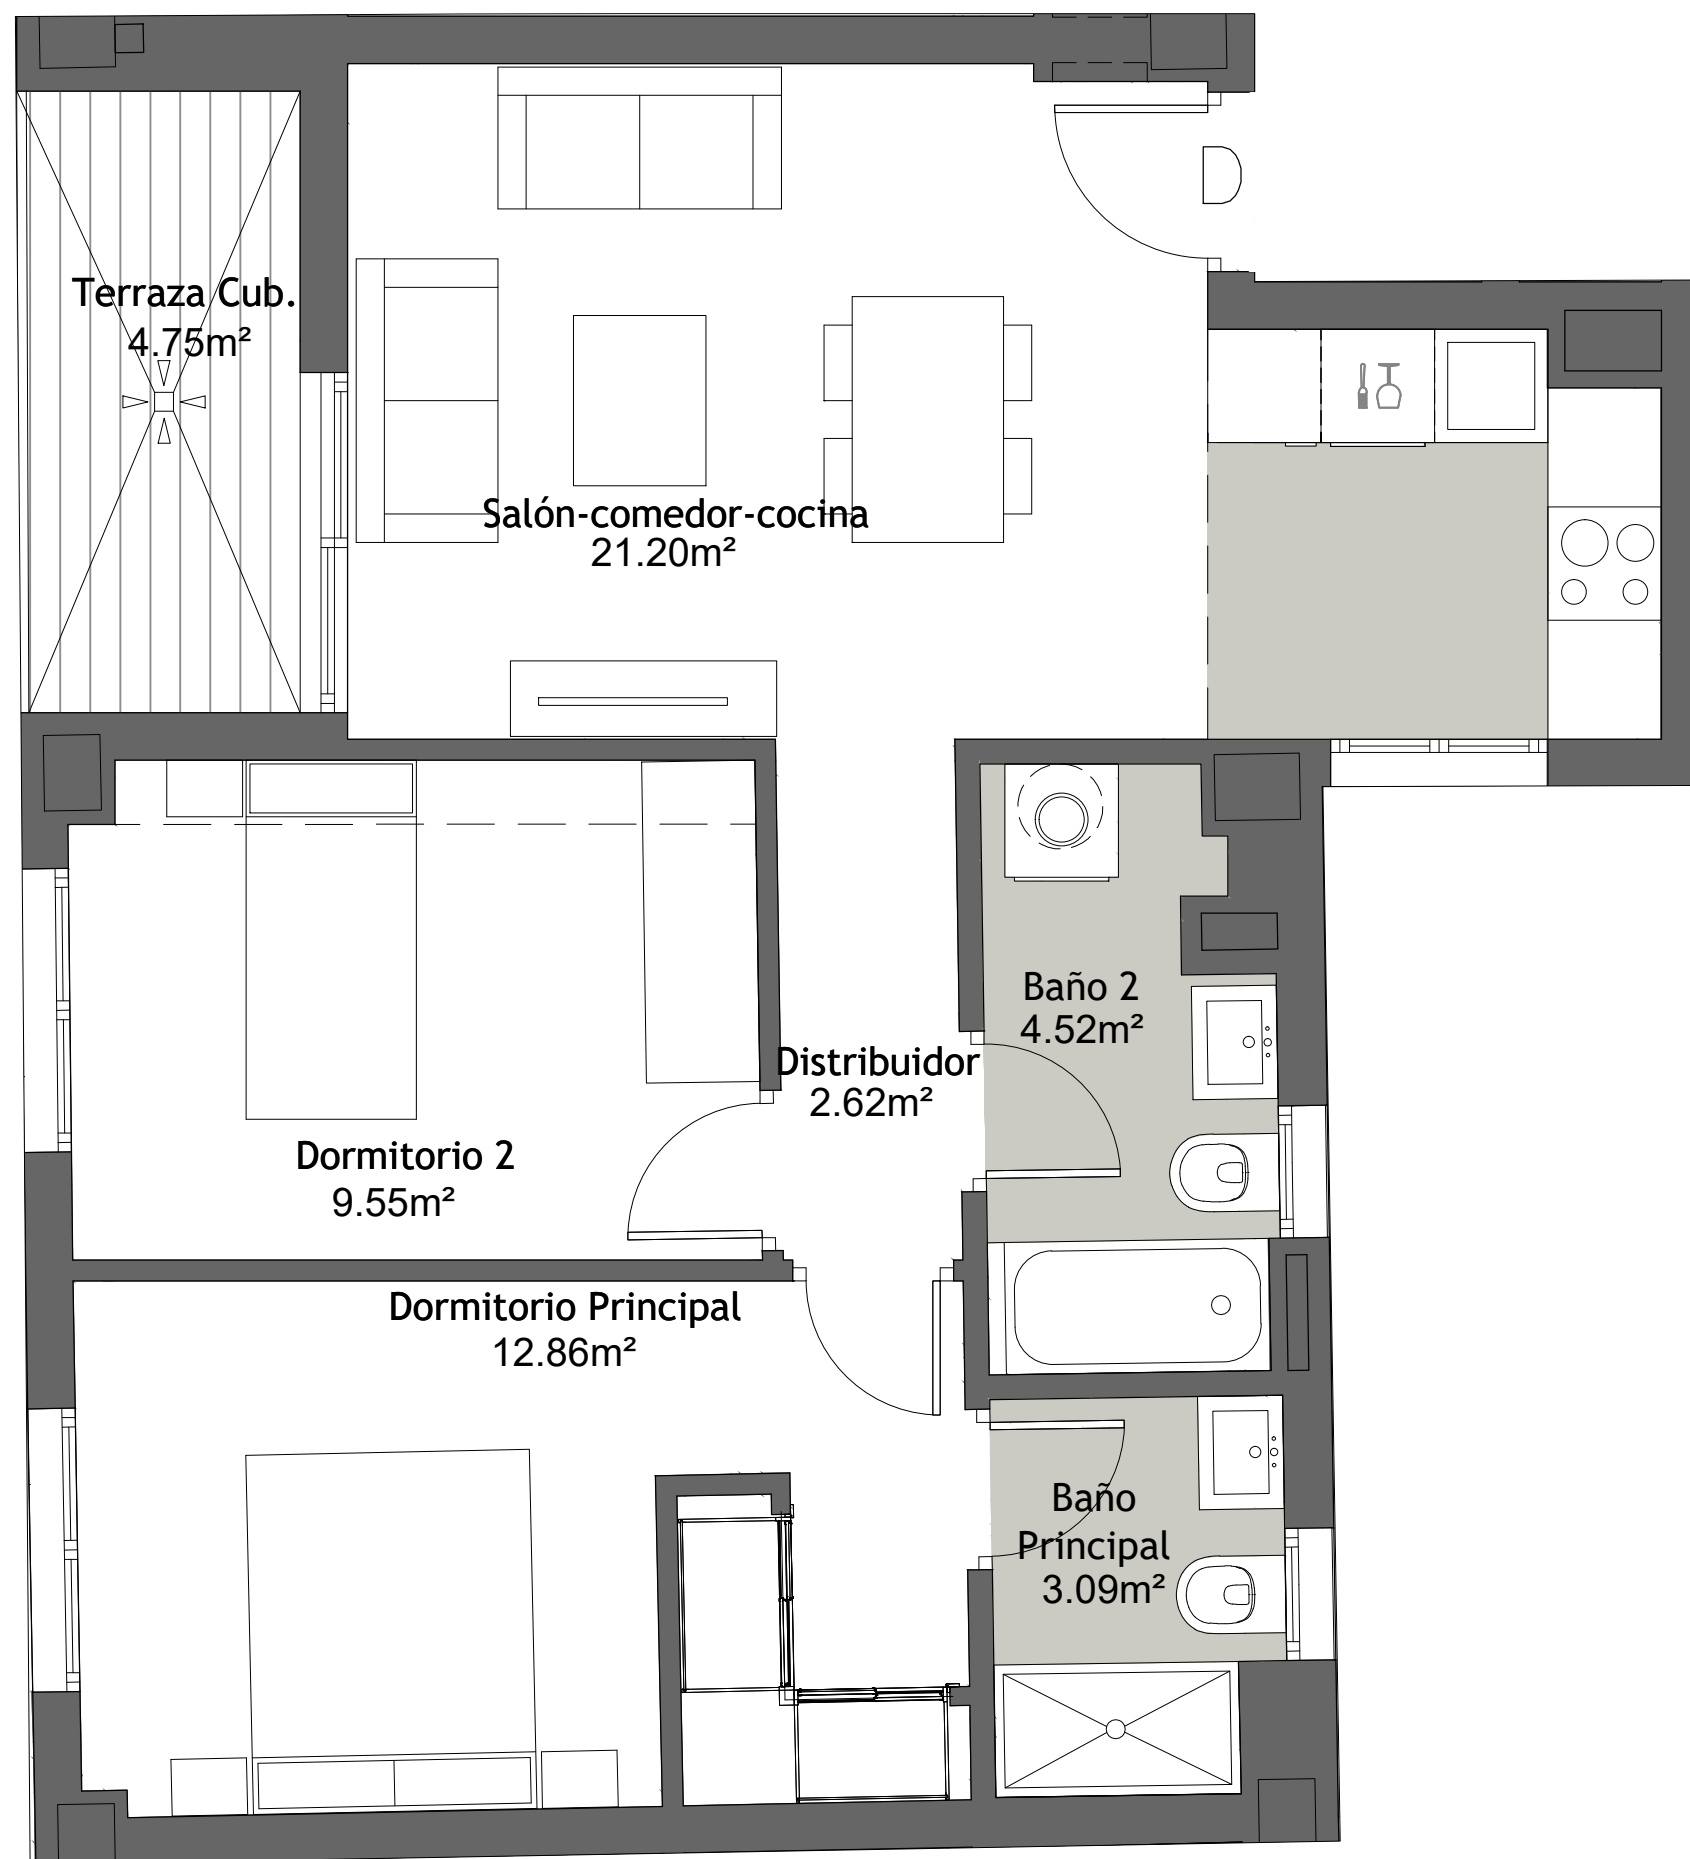 Terraza Cub.
4.75m²
Salón-comedor-cocina
21.20m²
Baño 2
4.52m²
Distribuidor
2.62m²
Dormitorio 2
9.55m²
Dormitorio Principal
12.86m²
Baño
Principal
3.09m²